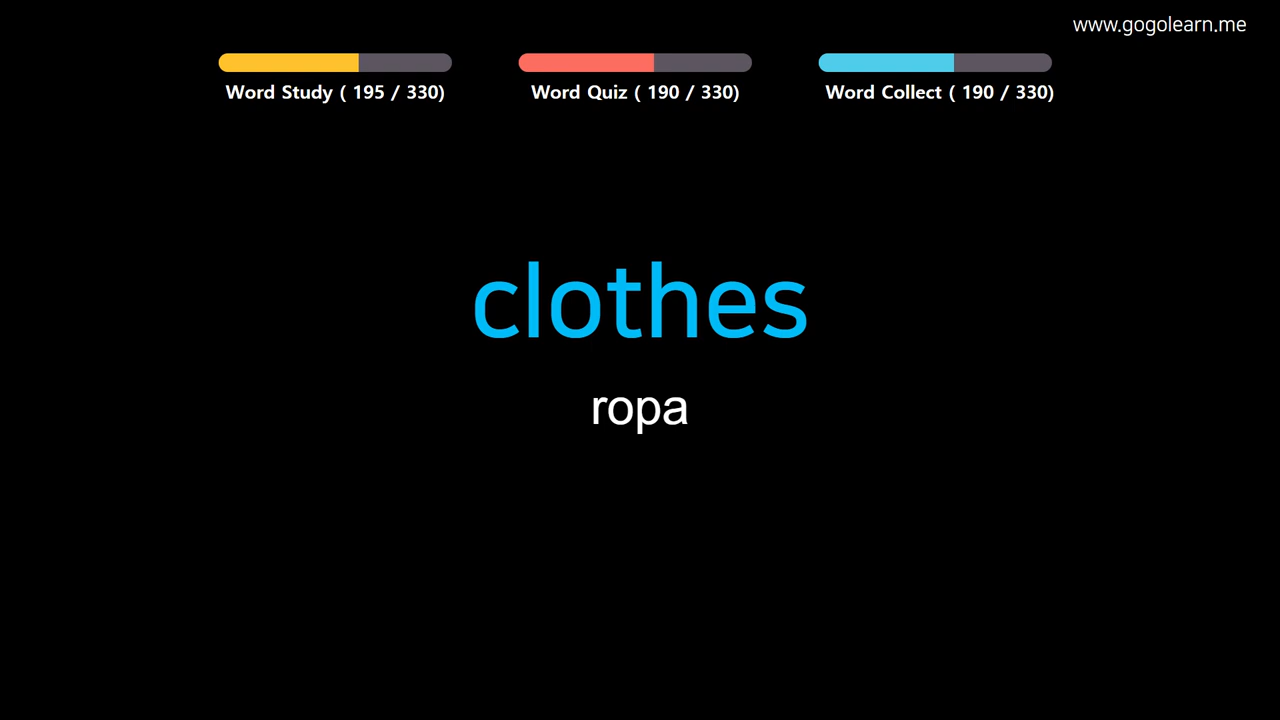 www.gogolearn.me
Word Study ( 195 / 330)
Word Quiz ( 190 / 330)
Word Collect ( 190 / 330)
clothes
ropa